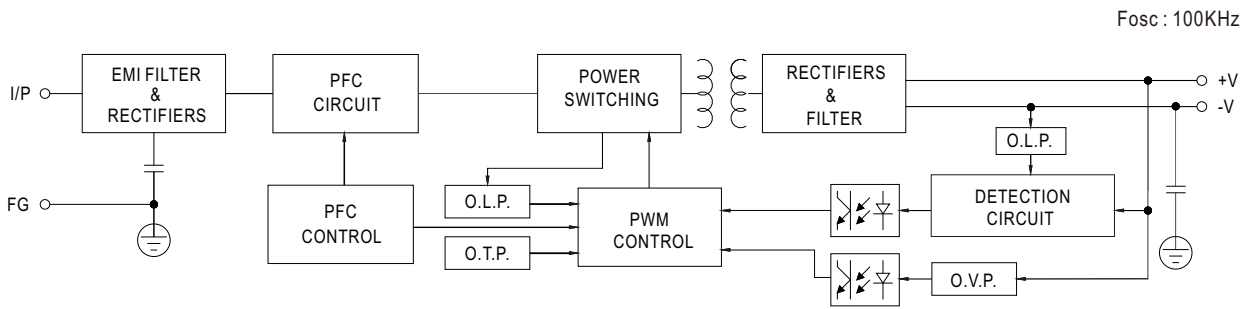 Fosc : 100KHz
I/P
EMI FILTER
&
RECTIFIERS
PFC
CIRCUIT
POWER
SWITCHING
RECTIFIERS
&
FILTER
+V
-V
O.L.P.
FG
PFC
CONTROL
O.L.P.
O.T.P.
PWM
CONTROL
DETECTION
CIRCUIT
O.V.P.